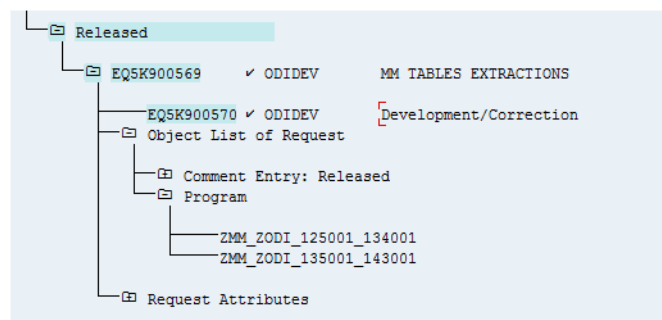 Released
EQ5K900569 ✔ ODIDEV MM TABLES EXTRACTIONS
EQ5K900570 ✔ ODIDEV Development/Correction
Object List of Request
Comment Entry: Released
Program
ZMM_ZODI_125001_134001
ZMM_ZODI_135001_143001
Request Attributes